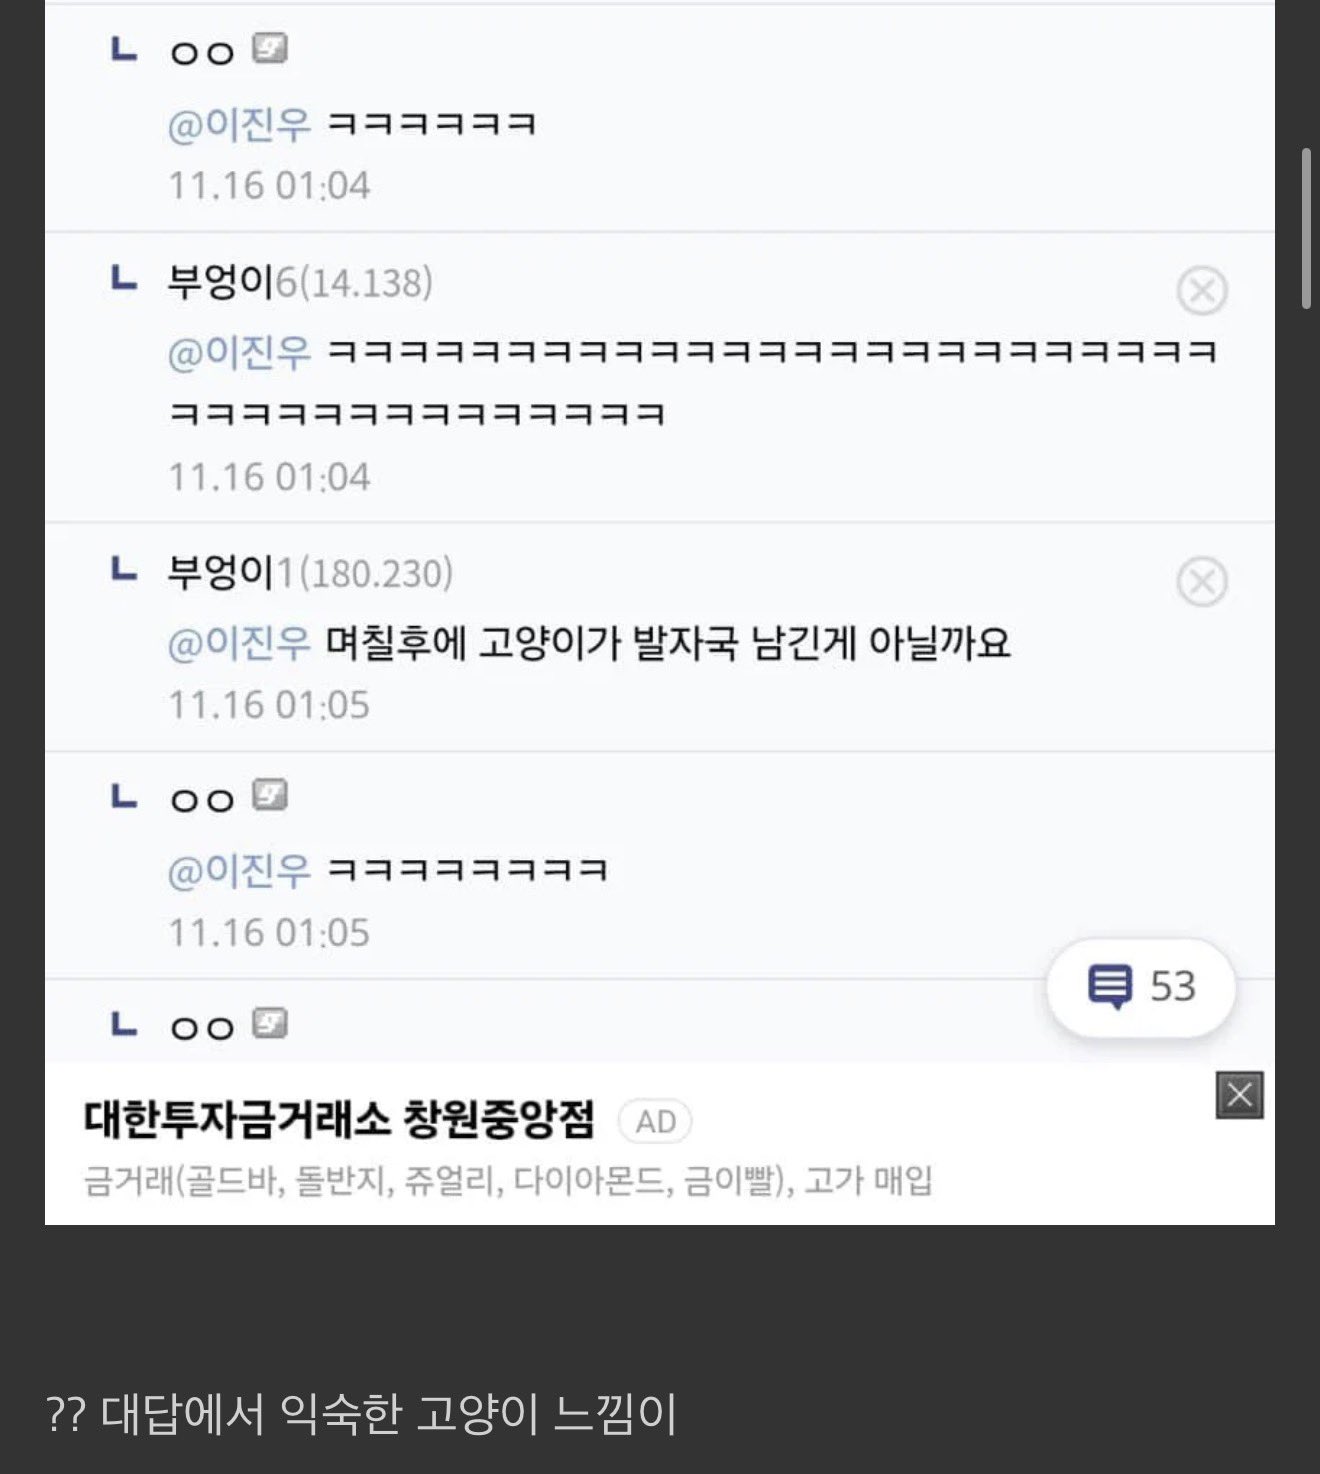 ㄴ ㅇㅇ
@이진우 ㅋㅋㅋㅋㅋㅋ
11.16 01:04
ㄴ 부엉이6(14.138)
@이진우 ㅋㅋㅋㅋㅋㅋㅋㅋㅋㅋㅋㅋㅋㅋㅋㅋㅋㅋㅋㅋㅋㅋㅋㅋㅋ
ㅋㅋㅋㅋㅋㅋㅋㅋㅋㅋㅋㅋㅋㅋ
11.16 01:04
ㄴ 부엉이1(180.230)
@이진우 며칠후에 고양이가 발자국 남긴게 아닐까요
11.16 01:05
ㄴ ㅇㅇ
@이진우 ㅋㅋㅋㅋㅋㅋㅋㅋ
11.16 01:05
53
ㄴ ㅇㅇ
대한투자금거래소 창원중앙점 AD
금거래(골드바, 돌반지, 쥬얼리, 다이아몬드, 금이빨), 고가 매입
?? 대답에서 익숙한 고양이 느낌이